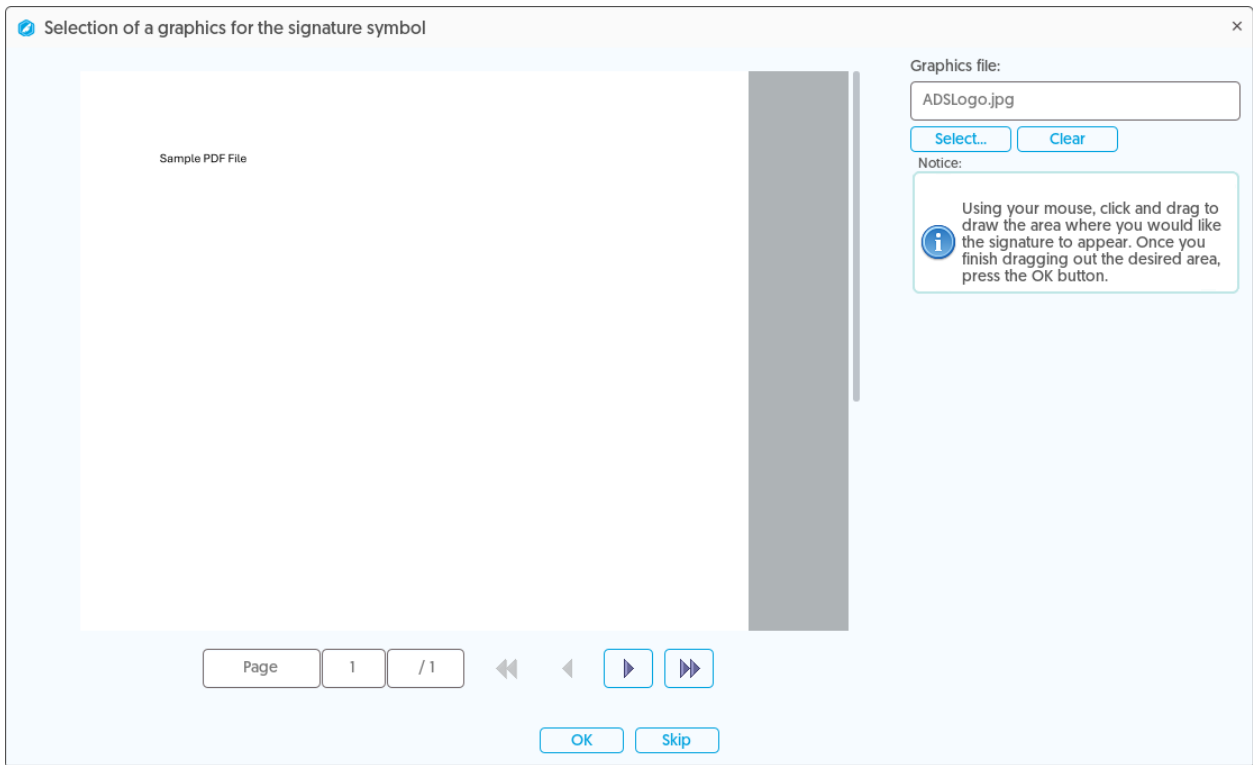 Selection of a graphics for the signature symbol
Graphics file:
ADSLogo.jpg
Select...
Clear
Notice:
Using your mouse, click and drag to
draw the area where you would like
the signature to appear. Once you
finish dragging out the desired area,
press the OK button.
Sample PDF File
Page
1
/ 1
OK
Skip